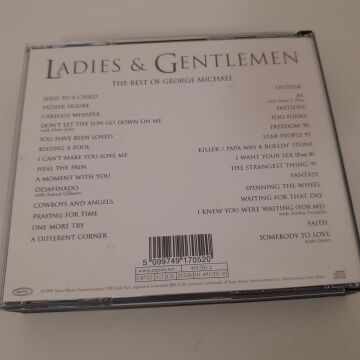 LADIES & GENTLEMEN
THE BEST OF GEORGE MICHAEL
JESUS TO A CHILD
FATHER FIGURE
CARELESS WHISPER
DON'T LET THE SUN GO DOWN ON ME
with Elton John
YOU HAVE BEEN LOVED
KISSING A FOOL
I CAN'T MAKE YOU LOVE ME
HEAL THE PAIN
A MOMENT WITH YOU
DESAFINADO
with Astrud Gilberto
COWBOYS AND ANGELS
PRAYING FOR TIME
ONE MORE TRY
A DIFFERENT CORNER
OUTSIDE
AS
with Mary J. Blige
FASTLOVE
TOO FUNKY
FREEDOM 90
STAR PEOPLE '97
KILLER / PAPA WAS A ROLLIN' STONE
I WANT YOUR SEX (Part II)
THE STRANGEST THING '97
FANTASY
SPINNING THE WHEEL
WAITING FOR THAT DAY
I KNEW YOU WERE WAITING (FOR ME)
with Aretha Franklin
FAITH
SOMEBODY TO LOVE
with Queen
5 099749 170520
491705 2